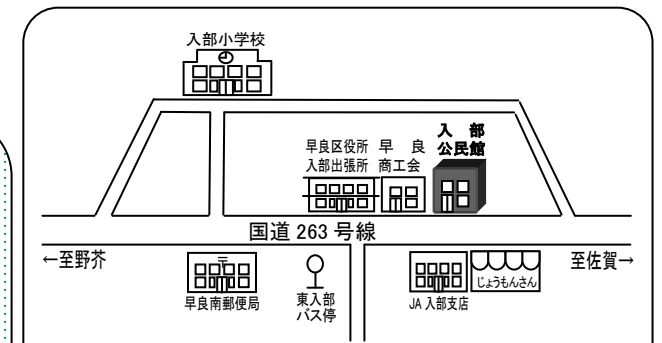 入部小学校
早良区役所
入部出張所
早 良
商工会
入 部
公民館
国道 263 号線
←至野芥
至佐賀→
〒
早良南郵便局
東入部
バス停
JA 入部支店
じょうもんさん